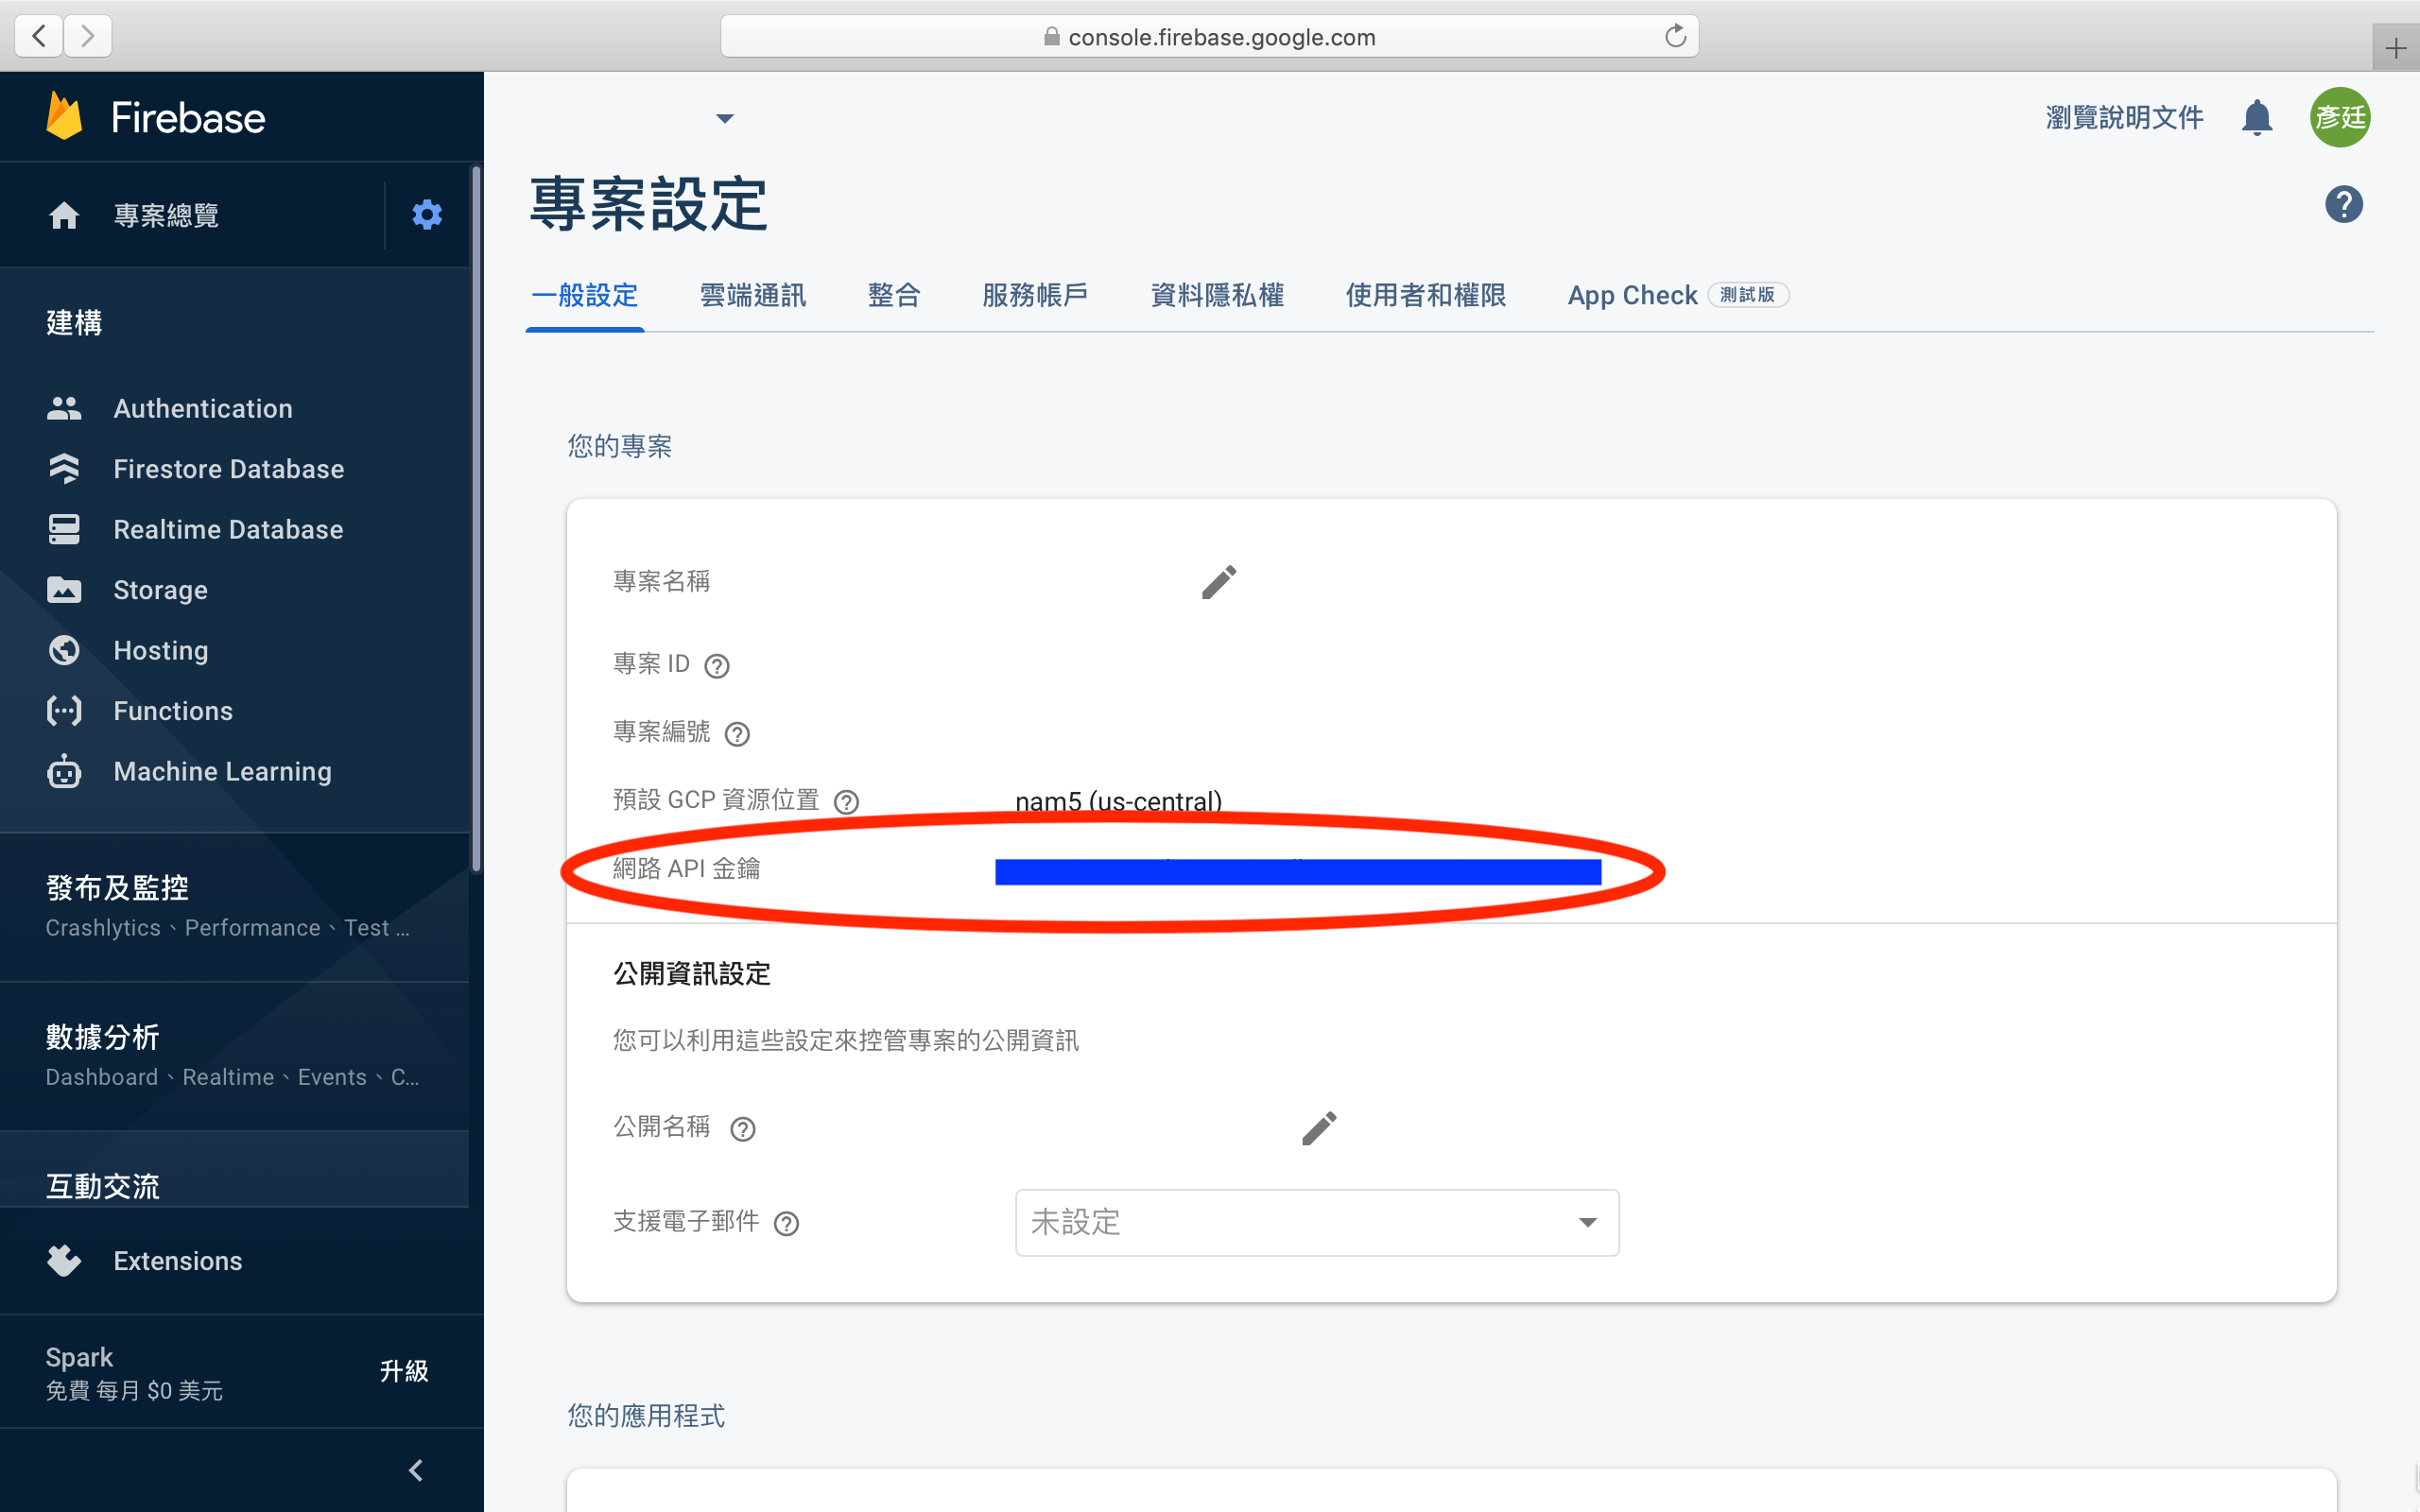 console.firebase.google.com
Firebase
瀏覽說明文件
彥廷
專案總覽
專案設定
一般設定 雲端通訊 整合 服務帳戶 資料隱私權 使用者和權限 App Check 測試版
建構
Authentication
Firestore Database
Realtime Database
Storage
Hosting
Functions
Machine Learning
發布及監控
Crashlytics、Performance、Test ...
數據分析
Dashboard、Realtime、Events、C...
互動交流
Extensions
Spark
免費 每月 $0 美元
升級
您的專案
專案名稱
專案 ID
專案編號
預設 GCP 資源位置 nam5 (us-central)
網路 API 金鑰
公開資訊設定
您可以利用這些設定來控管專案的公開資訊
公開名稱
支援電子郵件 未設定
您的應用程式